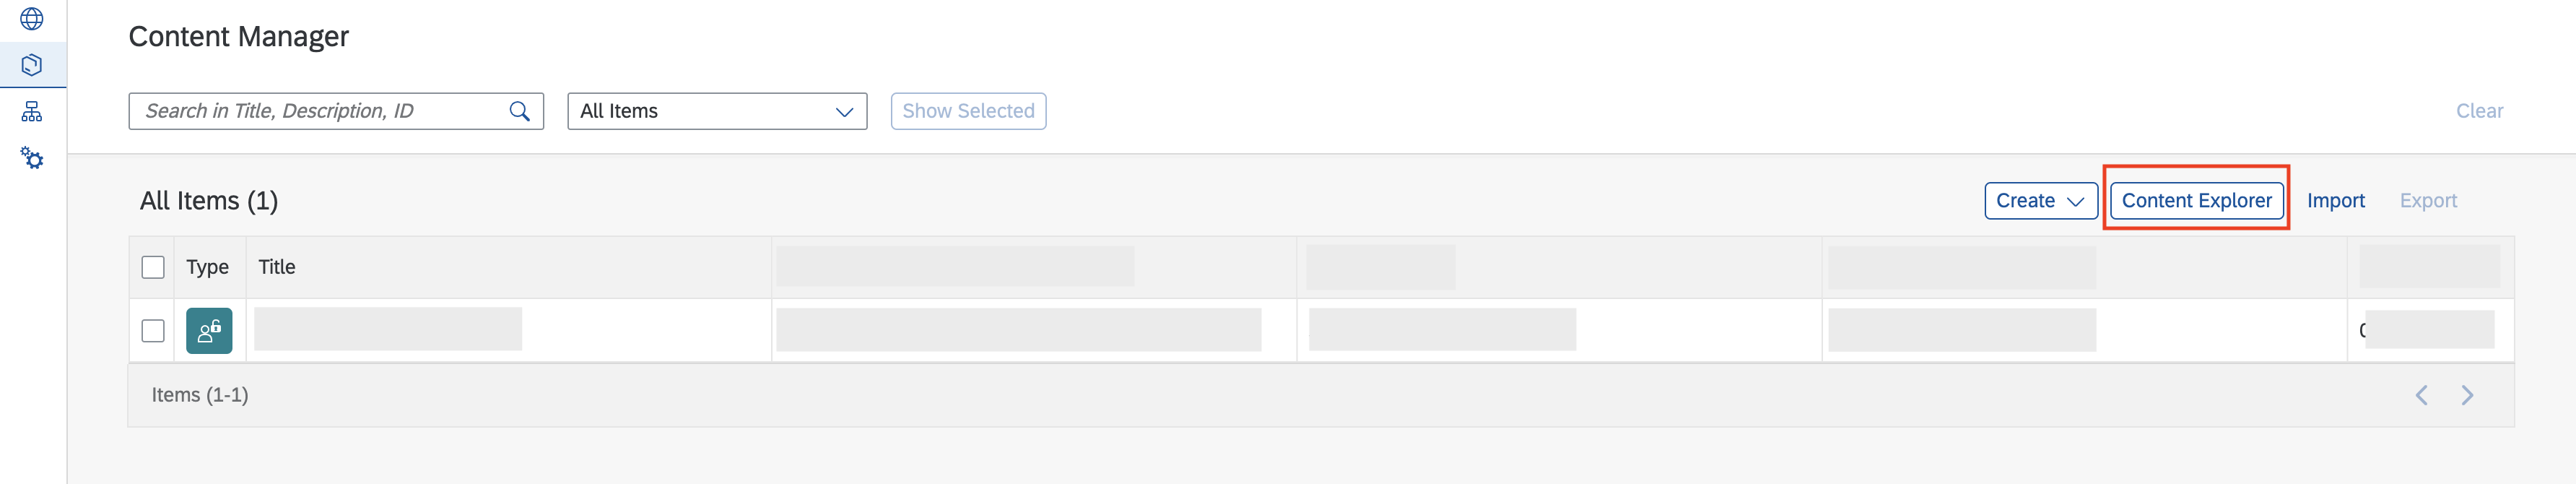 Content Manager
Search in Title, Description, ID
All Items
Show Selected
Clear
All Items (1)
Create
Content Explorer
Import
Export
Type
Title
Items (1-1)